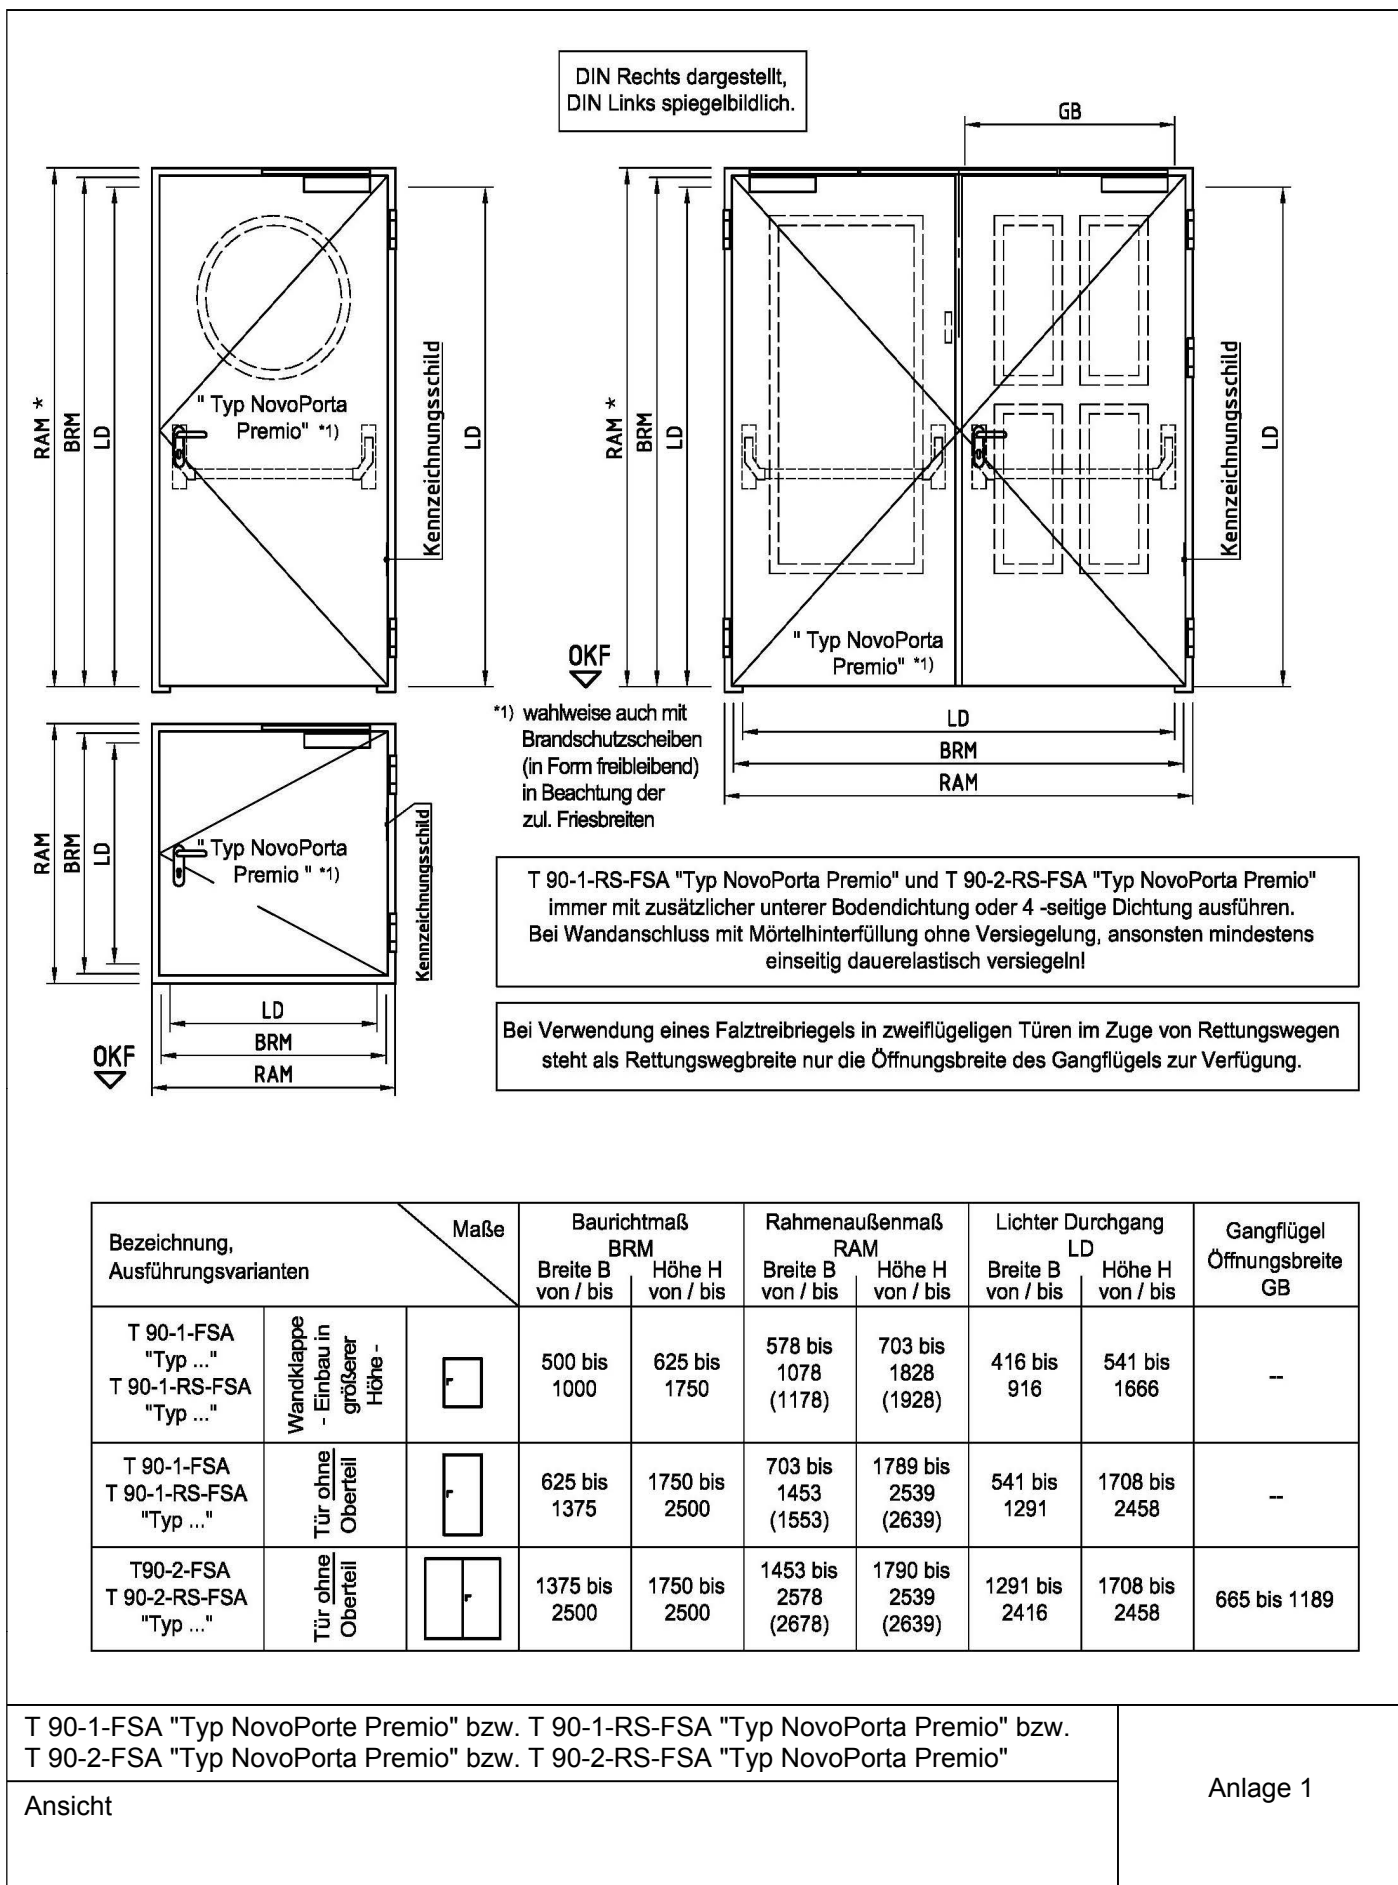 DIN Rechts dargestellt,
DIN Links spiegelbildlich.
GB
RAM *
BRM
LD
" Typ NovoPorta
Premio" *1)
Kennzeichnungsschild
LD
RAM *
BRM
LD
" Typ NovoPorta
Premio" *1)
Kennzeichnungsschild
LD
OKF
LD
BRM
RAM
*1) wahlweise auch mit
Brandschutzscheiben
(in Form freibleibend)
in Beachtung der
zul. Friesbreiten
RAM
BRM
LD
" Typ NovoPorta
Premio " *1)
Kennzeichnungsschild
LD
BRM
RAM
OKF
T 90-1-RS-FSA "Typ NovoPorta Premio" und T 90-2-RS-FSA "Typ NovoPorta Premio"
immer mit zusätzlicher unterer Bodendichtung oder 4 -seitige Dichtung ausführen.
Bei Wandanschluss mit Mörtelhinterfüllung ohne Versiegelung, ansonsten mindestens
einseitig dauerelastisch versiegeln!
Bei Verwendung eines Falztreibriegels in zweiflügeligen Türen im Zuge von Rettungswegen
steht als Rettungswegbreite nur die Öffnungsbreite des Gangflügels zur Verfügung.
Bezeichnung,
Ausführungsvarianten
Maße
Baurichtmaß
BRM
Breite B
von / bis
Höhe H
von / bis
Rahmenaußenmaß
RAM
Breite B
von / bis
Höhe H
von / bis
Lichter Durchgang
LD
Breite B
von / bis
Höhe H
von / bis
Gangflügel
Öffnungsbreite
GB
T 90-1-FSA
"Typ ..."
T 90-1-RS-FSA
"Typ ..."
Wandklappe
- Einbau in
größerer
Höhe -
500 bis
1000
625 bis
1750
578 bis
1078
(1178)
703 bis
1828
(1928)
416 bis
916
541 bis
1666
--
T 90-1-FSA
T 90-1-RS-FSA
"Typ ..."
Tür ohne
Oberteil
625 bis
1375
1750 bis
2500
703 bis
1453
(1553)
1789 bis
2539
(2639)
541 bis
1291
1708 bis
2458
--
T90-2-FSA
T 90-2-RS-FSA
"Typ ..."
Tür ohne
Oberteil
1375 bis
2500
1750 bis
2500
1453 bis
2578
(2678)
1790 bis
2539
(2639)
1291 bis
2416
1708 bis
2458
665 bis 1189
T 90-1-FSA "Typ NovoPorte Premio" bzw. T 90-1-RS-FSA "Typ NovoPorta Premio" bzw.
T 90-2-FSA "Typ NovoPorta Premio" bzw. T 90-2-RS-FSA "Typ NovoPorta Premio"
Ansicht
Anlage 1